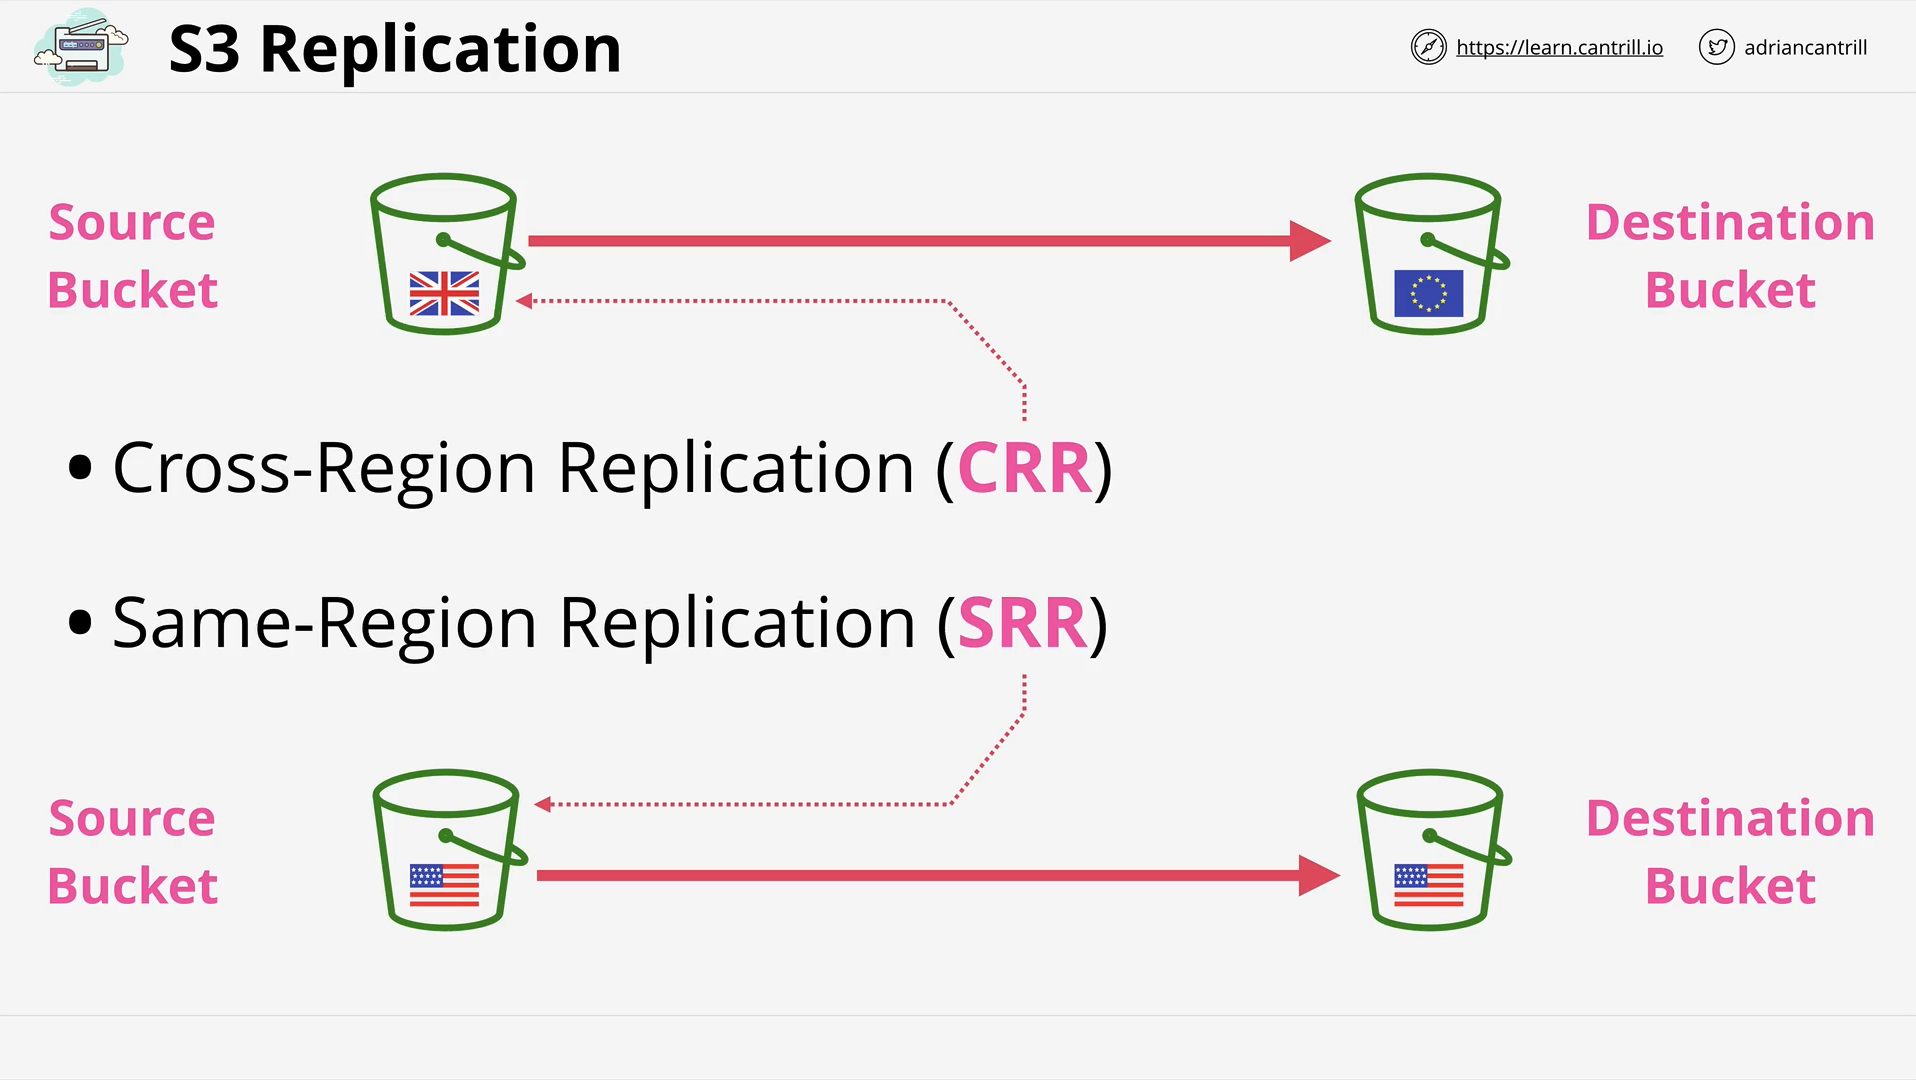 S3 Replication
https://learn.cantrill.io
adriancantrill
Source
Bucket
Destination
Bucket
• Cross-Region Replication (CRR)
• Same-Region Replication (SRR)
Source
Bucket
Destination
Bucket